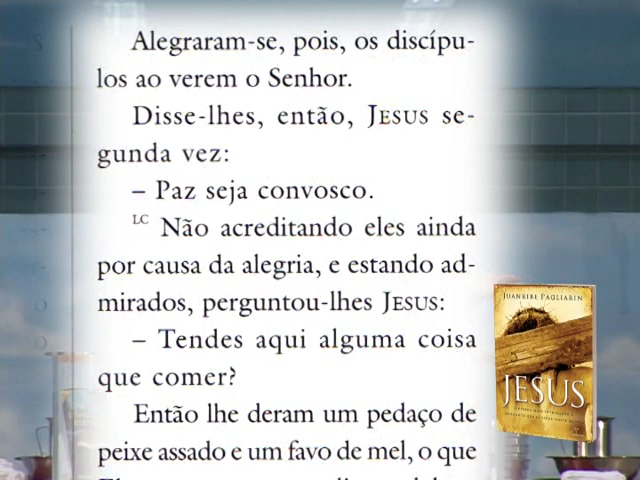 Alegraram-se, pois, os discípu-
los ao verem o Senhor.
Disse-lhes, então, JESUS se-
gunda vez:
– Paz seja convosco.
LC Não acreditando eles ainda
por causa da alegria, e estando ad-
mirados, perguntou-lhes JESUS:
– Tendes aqui alguma coisa
que comer?
Então lhe deram um pedaço de
peixe assado e um favo de mel, o que
JUANRIBE PAGLIARIN
JESUS